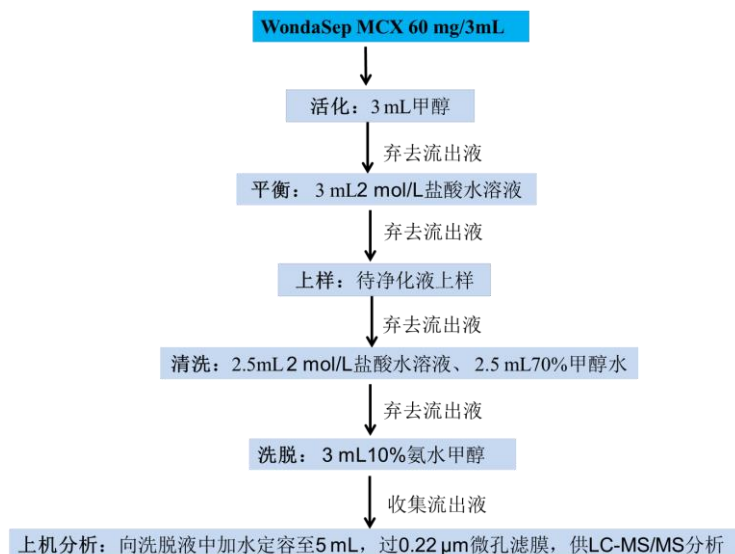 WondaSep MCX 60 mg/3mL
活化：3 mL甲醇
弃去流出液
平衡： 3 mL2 mol/L盐酸水溶液
弃去流出液
上样：待净化液上样
弃去流出液
清洗：2.5mL 2 mol/L盐酸水溶液、2.5 mL70%甲醇水
弃去流出液
洗脱： 3 mL10%氨水甲醇
收集流出液
上机分析：向洗脱液中加水定容至5 mL，过0.22 μm微孔滤膜，供LC-MS/MS分析